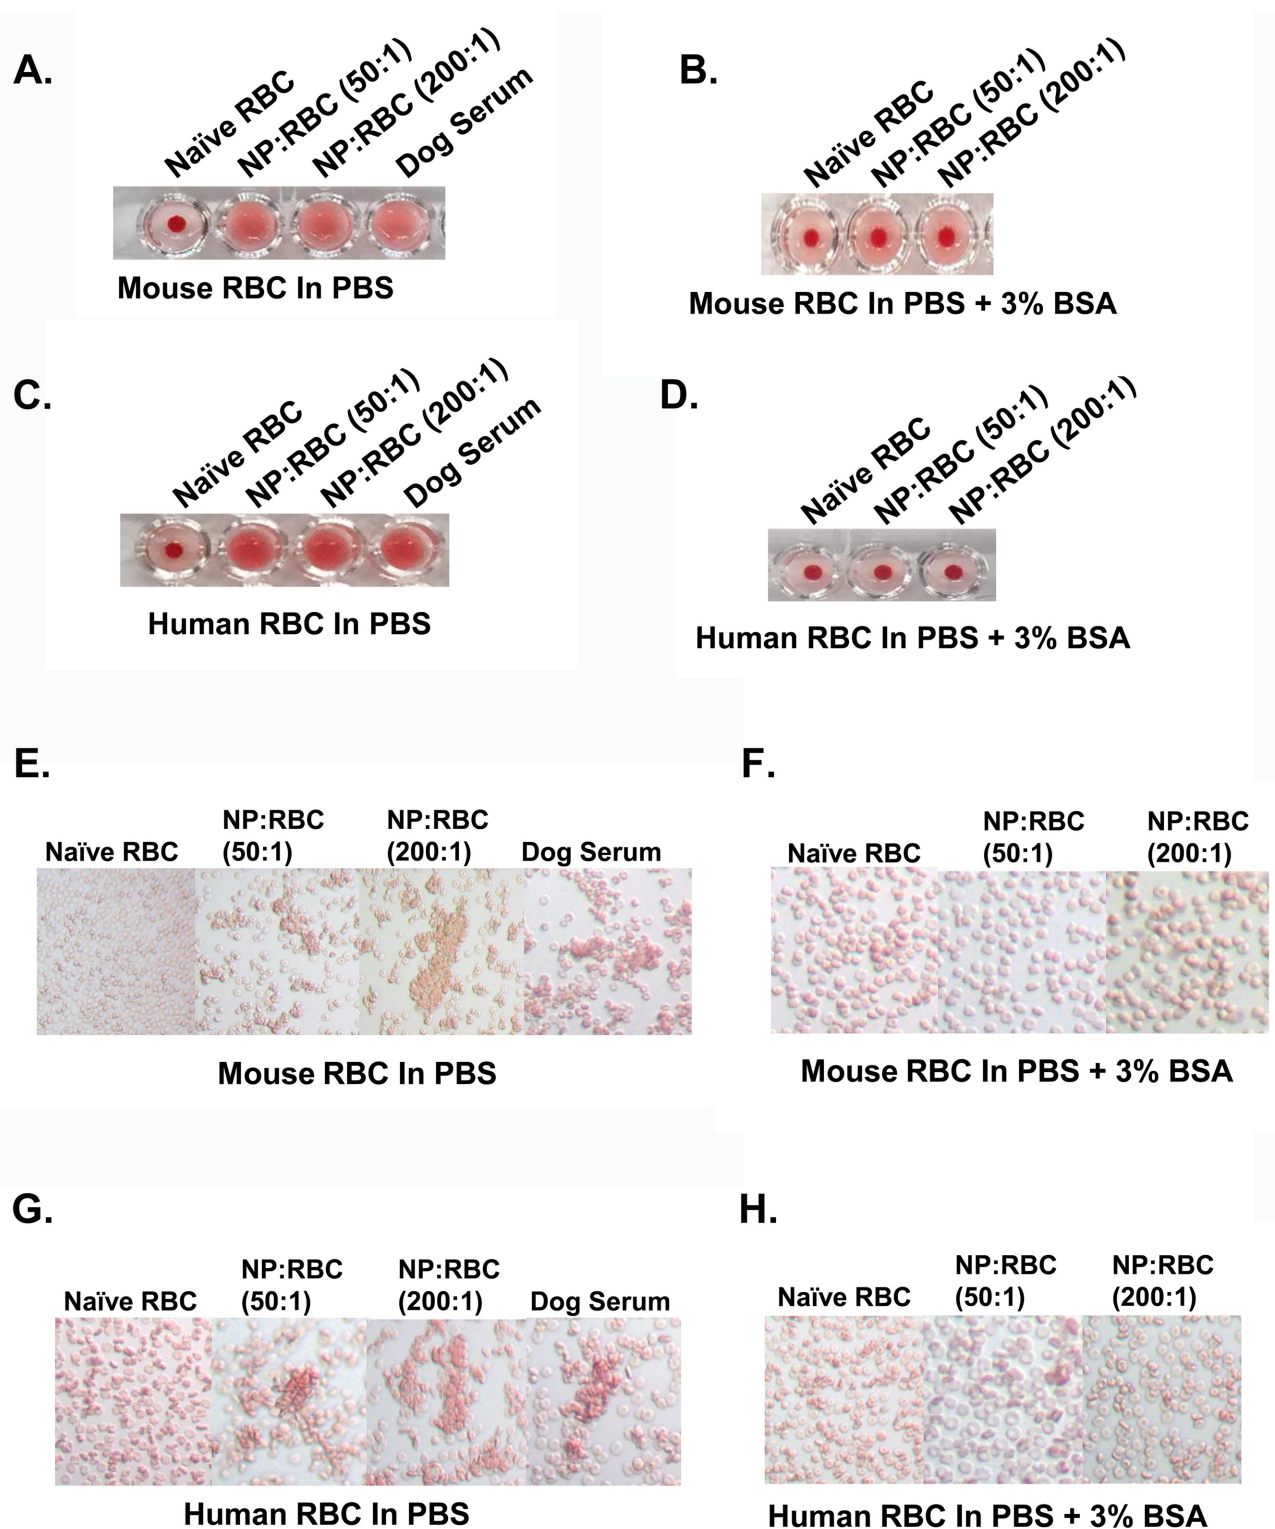 A.
Naïve RBC
NP:RBC (50:1)
NP:RBC (200:1)
Dog Serum
Mouse RBC In PBS
B.
Naïve RBC
NP:RBC (50:1)
NP:RBC (200:1)
Mouse RBC In PBS + 3% BSA
C.
Naïve RBC
NP:RBC (50:1)
NP:RBC (200:1)
Dog Serum
Human RBC In PBS
D.
Naïve RBC
NP:RBC (50:1)
NP:RBC (200:1)
Human RBC In PBS + 3% BSA
E.
Naïve RBC
NP:RBC
(50:1)
NP:RBC
(200:1)
Dog Serum
Mouse RBC In PBS
F.
Naïve RBC
NP:RBC
(50:1)
NP:RBC
(200:1)
Mouse RBC In PBS + 3% BSA
G.
Naïve RBC
NP:RBC
(50:1)
NP:RBC
(200:1)
Dog Serum
Human RBC In PBS
H.
Naïve RBC
NP:RBC
(50:1)
NP:RBC
(200:1)
Human RBC In PBS + 3% BSA